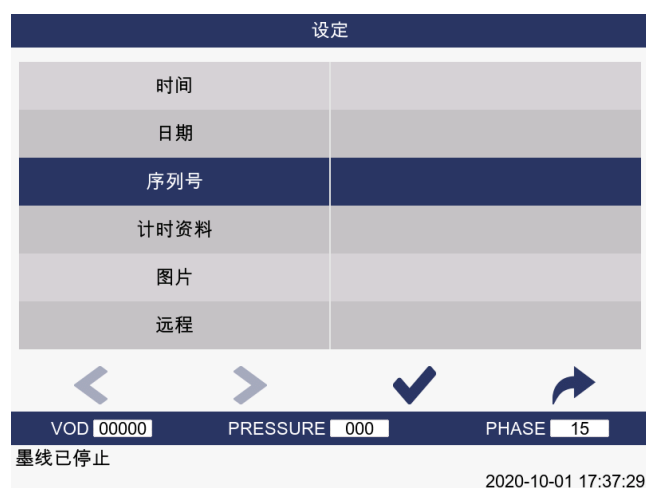 设定
时间
日期
序列号
计时资料
图片
远程
VOD 00000 PRESSURE 000 PHASE 15
墨线已停止
2020-10-01 17:37:29